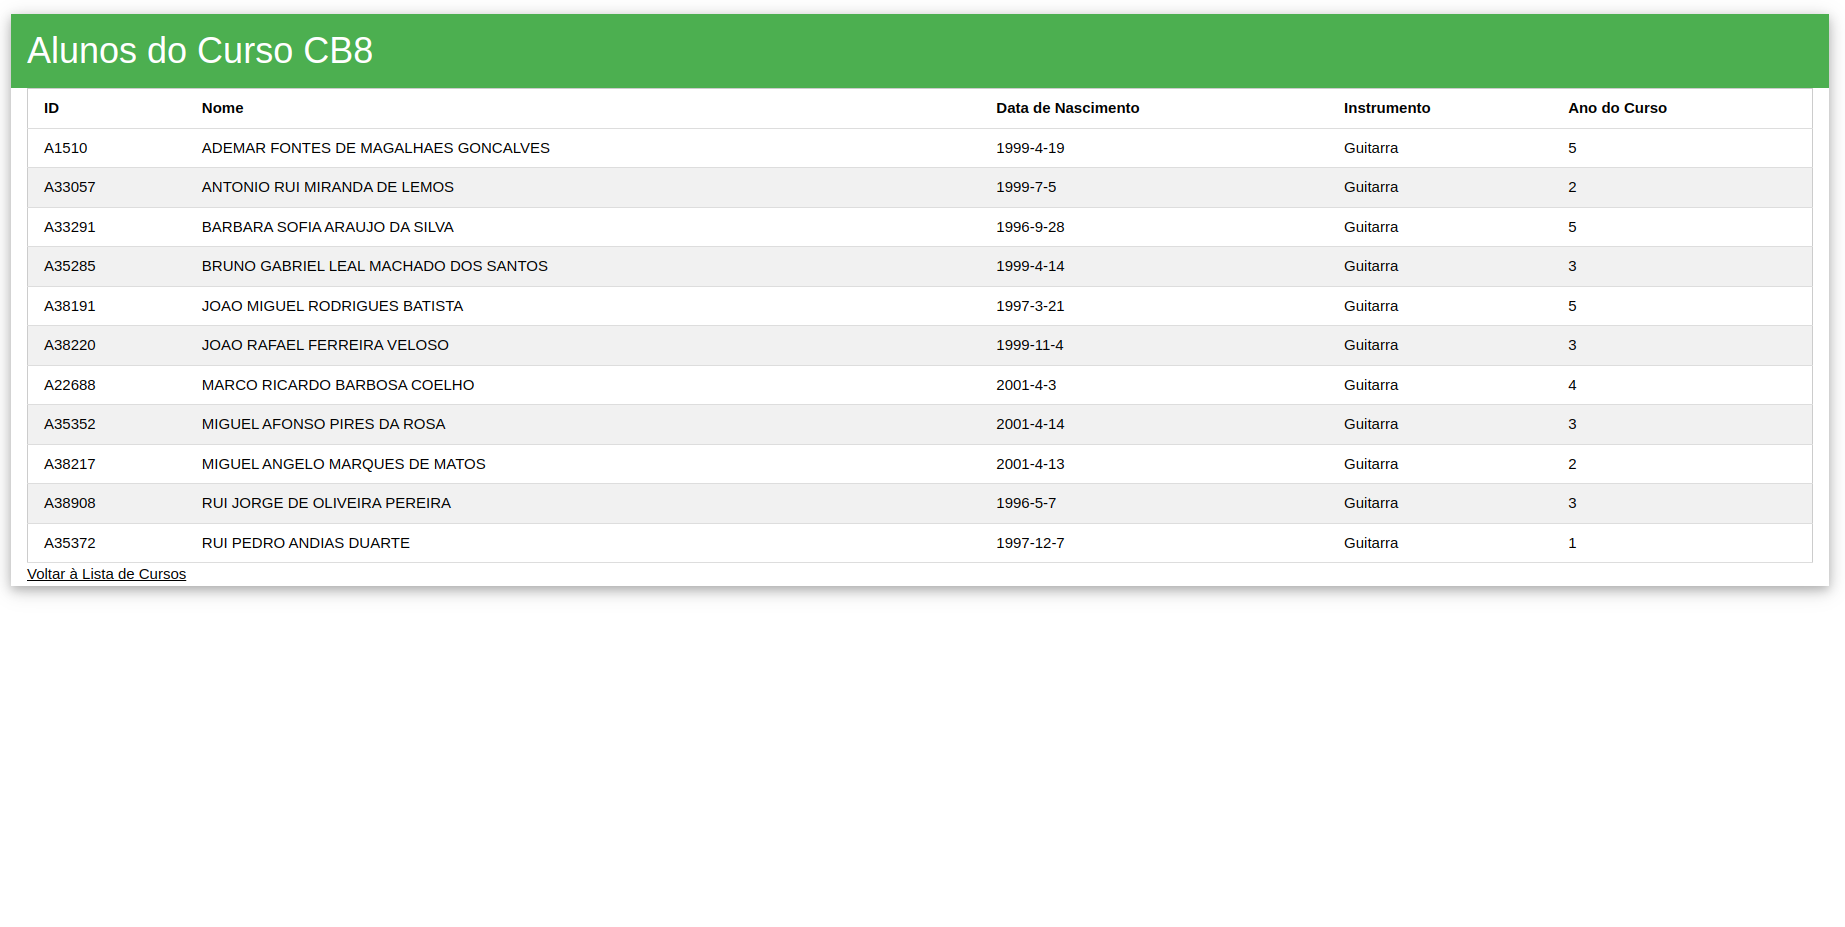 Alunos do Curso CB8
ID Nome Data de Nascimento Instrumento Ano do Curso
A1510 ADEMAR FONTES DE MAGALHAES GONCALVES 1999-4-19 Guitarra 5
A33057 ANTONIO RUI MIRANDA DE LEMOS 1999-7-5 Guitarra 2
A33291 BARBARA SOFIA ARAUJO DA SILVA 1996-9-28 Guitarra 5
A35285 BRUNO GABRIEL LEAL MACHADO DOS SANTOS 1999-4-14 Guitarra 3
A38191 JOAO MIGUEL RODRIGUES BATISTA 1997-3-21 Guitarra 5
A38220 JOAO RAFAEL FERREIRA VELOSO 1999-11-4 Guitarra 3
A22688 MARCO RICARDO BARBOSA COELHO 2001-4-3 Guitarra 4
A35352 MIGUEL AFONSO PIRES DA ROSA 2001-4-14 Guitarra 3
A38217 MIGUEL ANGELO MARQUES DE MATOS 2001-4-13 Guitarra 2
A38908 RUI JORGE DE OLIVEIRA PEREIRA 1996-5-7 Guitarra 3
A35372 RUI PEDRO ANDIAS DUARTE 1997-12-7 Guitarra 1
Voltar à Lista de Cursos